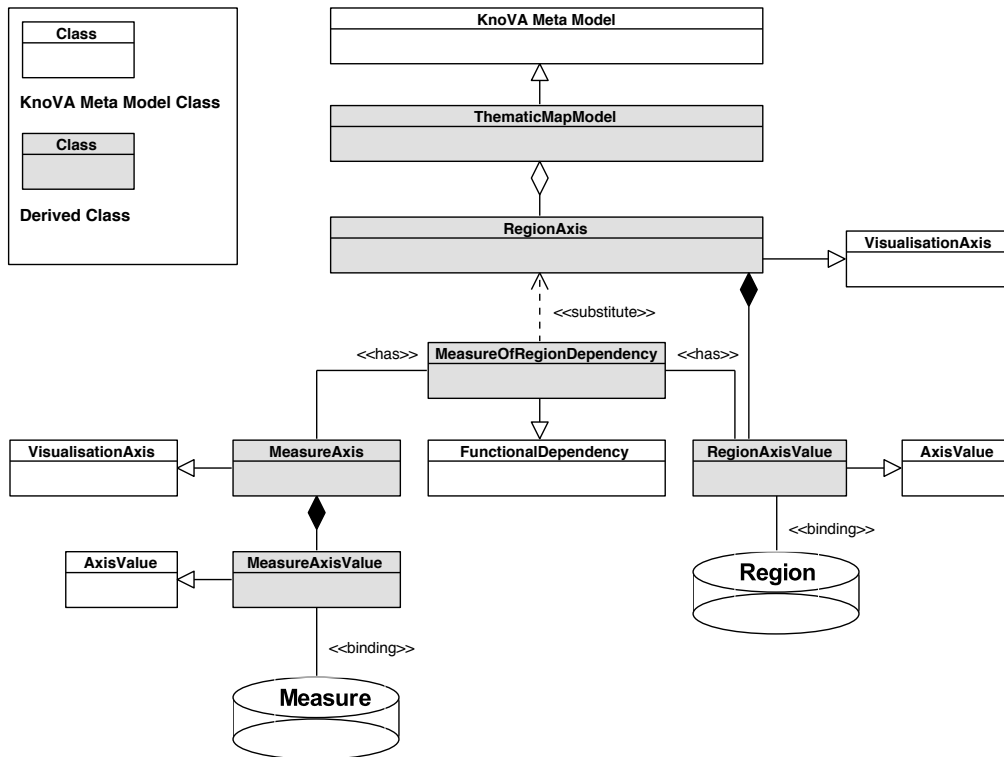 Class
KnoVA Meta Model Class
Class
Derived Class
KnoVA Meta Model
ThematicMapModel
RegionAxis
VisualisationAxis
<<substitute>>
<<has>>
MeasureOfRegionDependency
<<has>>
VisualisationAxis
MeasureAxis
FunctionalDependency
RegionAxisValue
AxisValue
<<binding>>
AxisValue
MeasureAxisValue
Region
<<binding>>
Measure